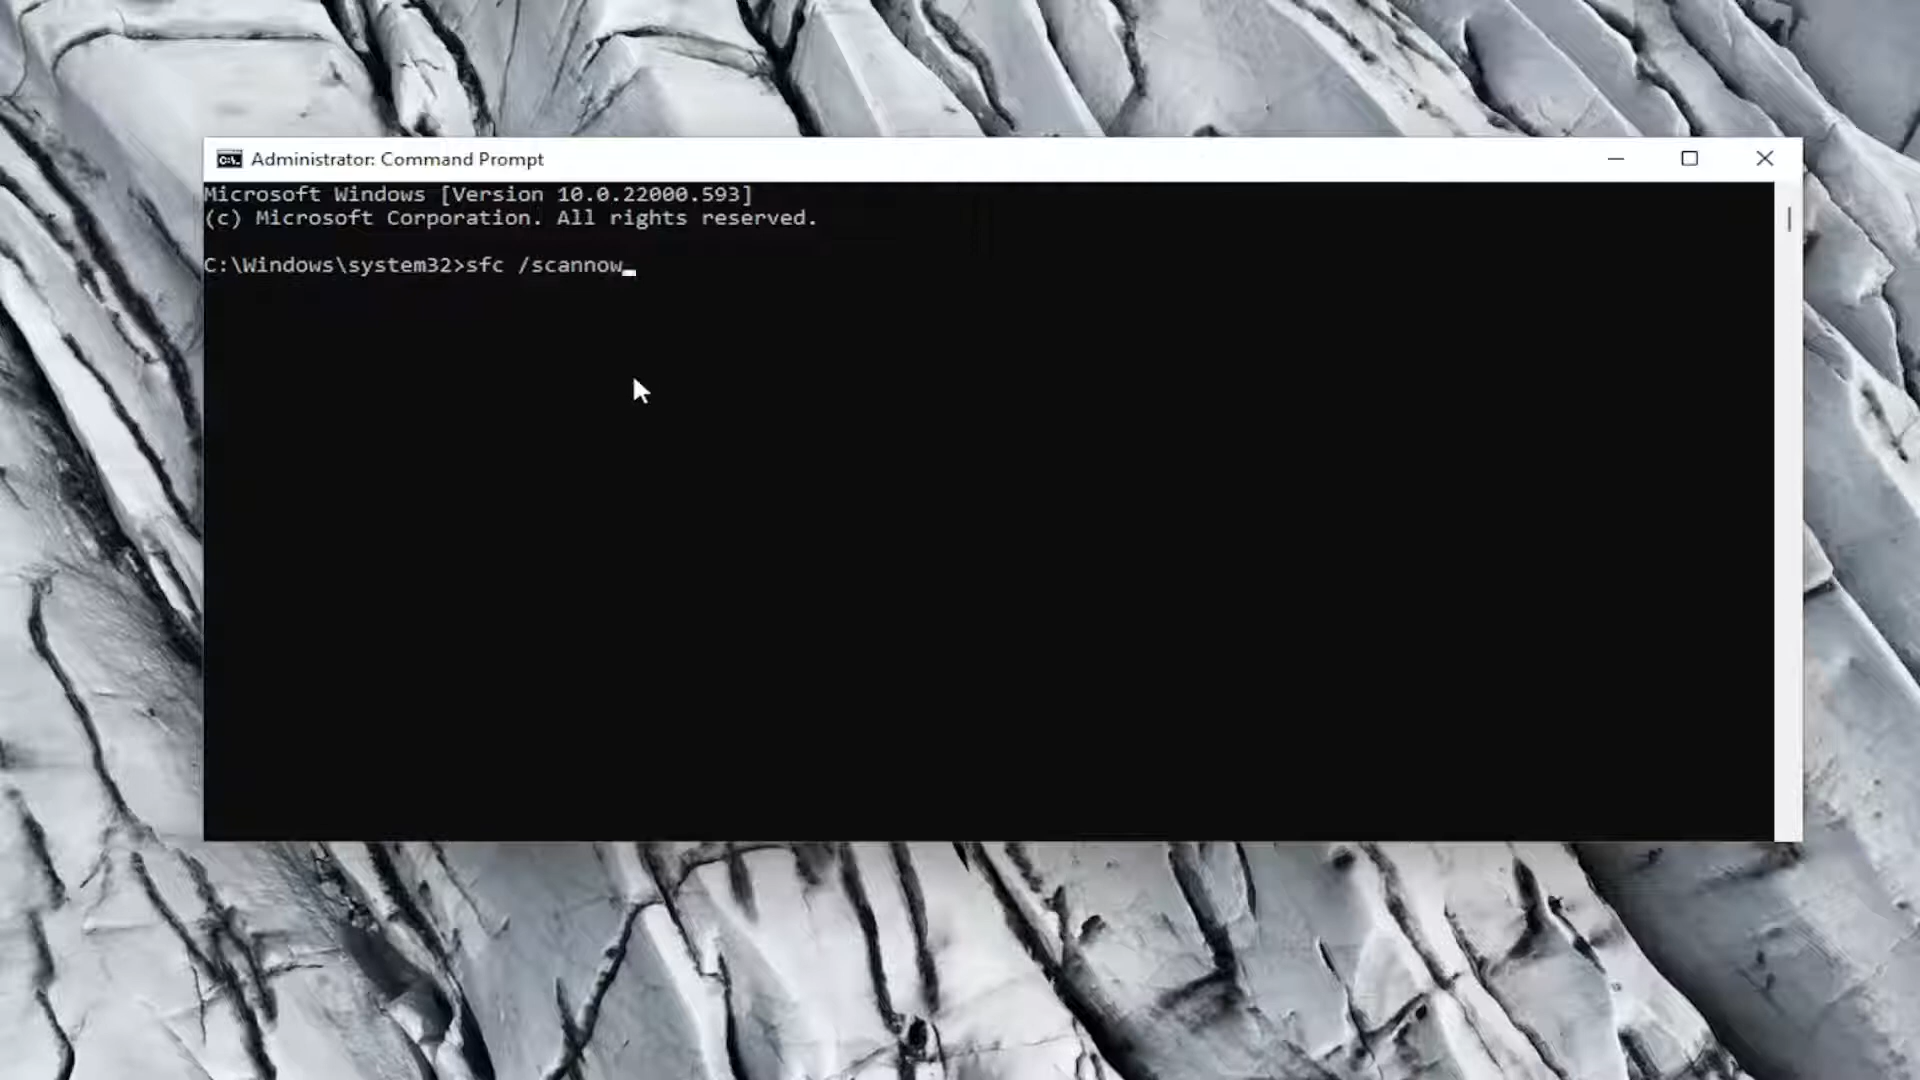 Administrator: Command Prompt
Microsoft Windows [Version 10.0.22000.593]
(c) Microsoft Corporation. All rights reserved.
C:\Windows\system32>sfc /scannow